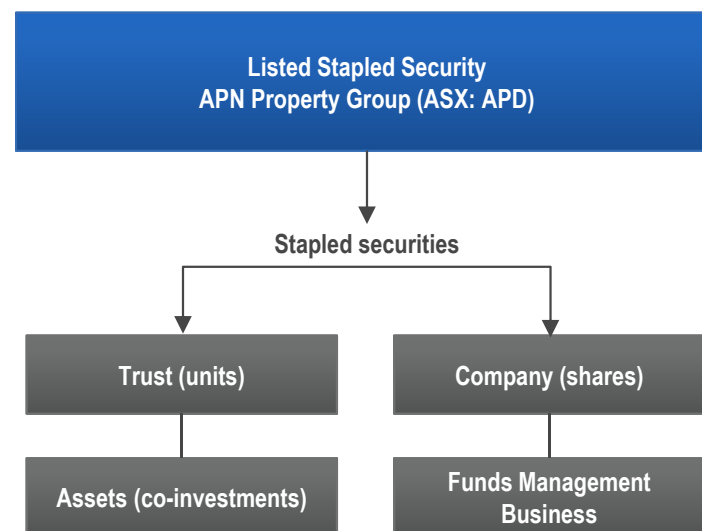 Listed Stapled Security
APN Property Group (ASX: APD)
Stapled securities
Trust (units)
Company (shares)
Assets (co-investments)
Funds Management
Business